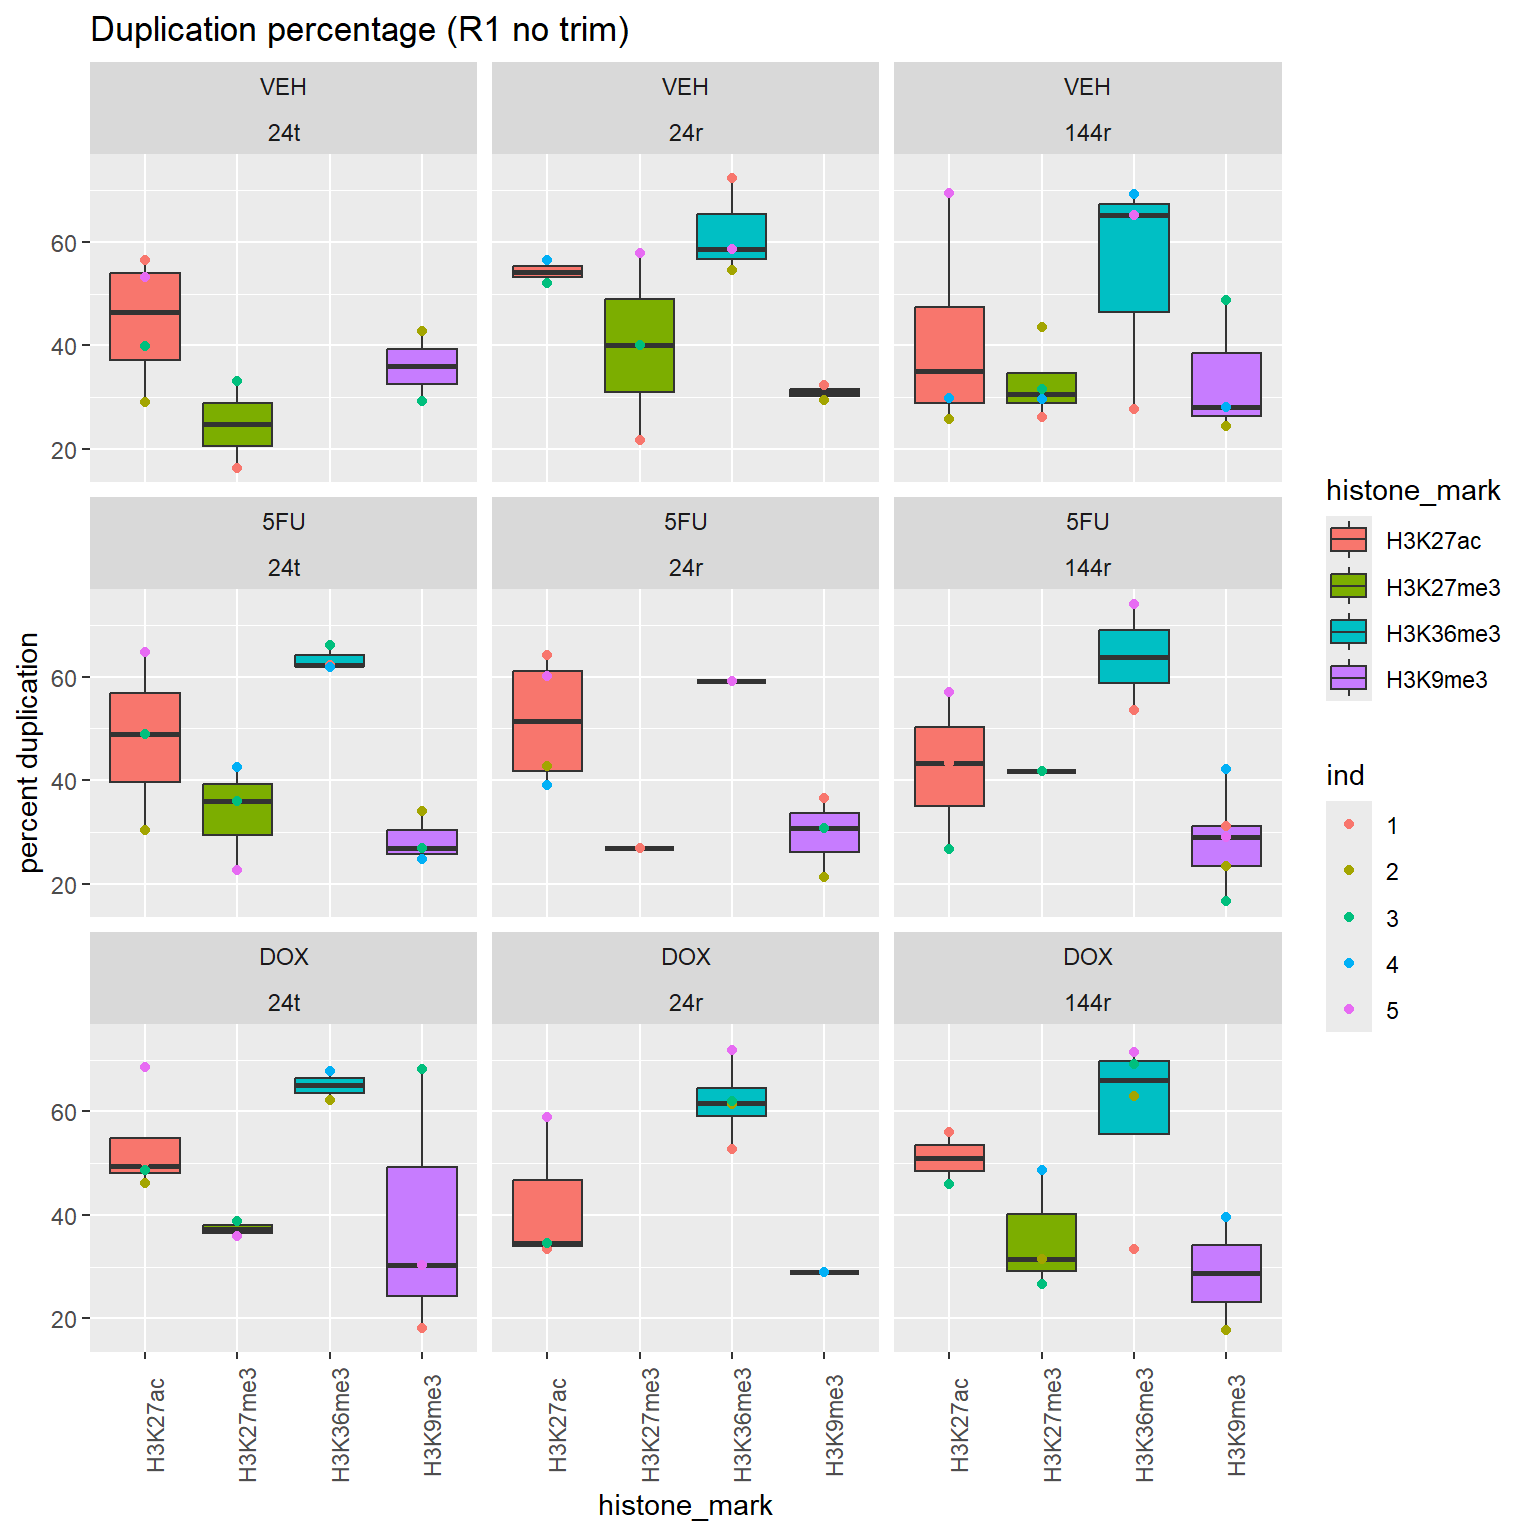 Duplication percentage (R1 no trim)
VEH
24t
VEH
24r
VEH
144r
60
40
20
5FU
24t
5FU
24r
5FU
144r
60
40
20
DOX
24t
DOX
24r
DOX
144r
60
40
20
percent duplication
H3K27ac
H3K27me3
H3K36me3
H3K9me3
H3K27ac
H3K27me3
H3K36me3
H3K9me3
H3K27ac
H3K27me3
H3K36me3
H3K9me3
histone_mark
histone_mark
H3K27ac
H3K27me3
H3K36me3
H3K9me3
ind
1
2
3
4
5